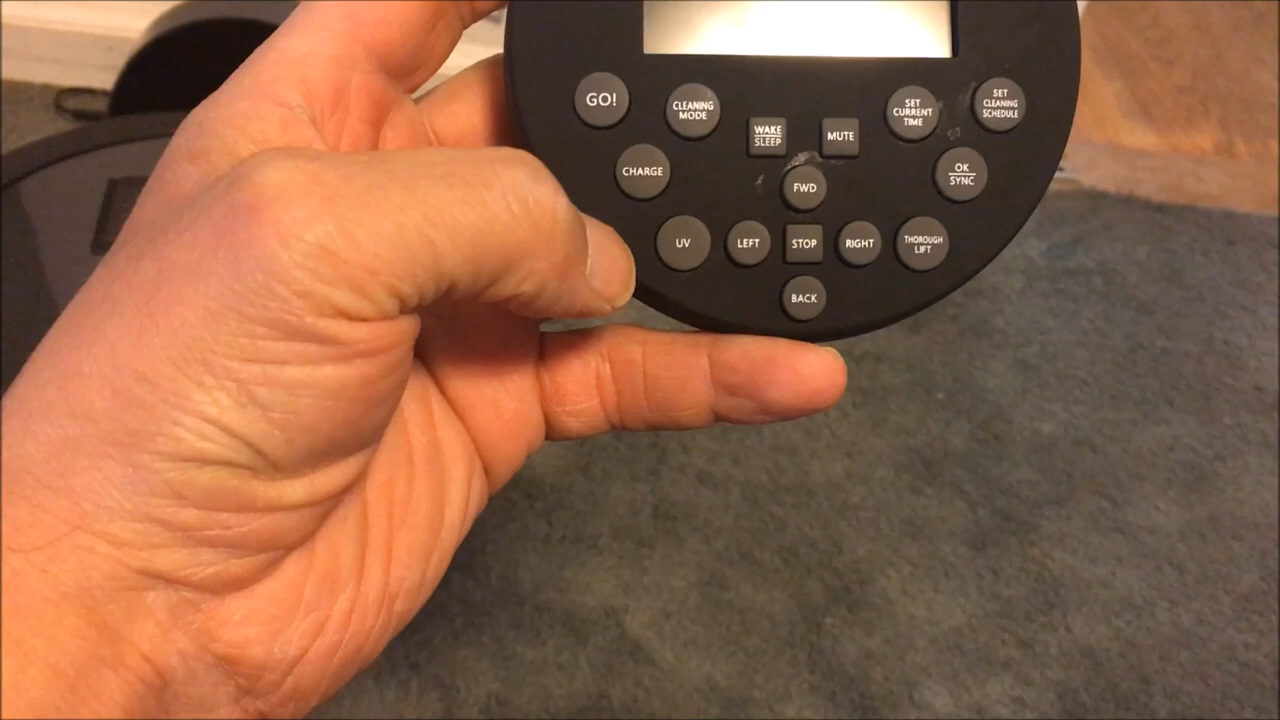 GO!
CLEANING
MODE
WAKE
SLEEP
MUTE
SET
CURRENT
TIME
SET
CLEANING
SCHEDULE
CHARGE
FWD
OK
SYNC
UV
LEFT
STOP
RIGHT
THOROUGH
LIFT
BACK